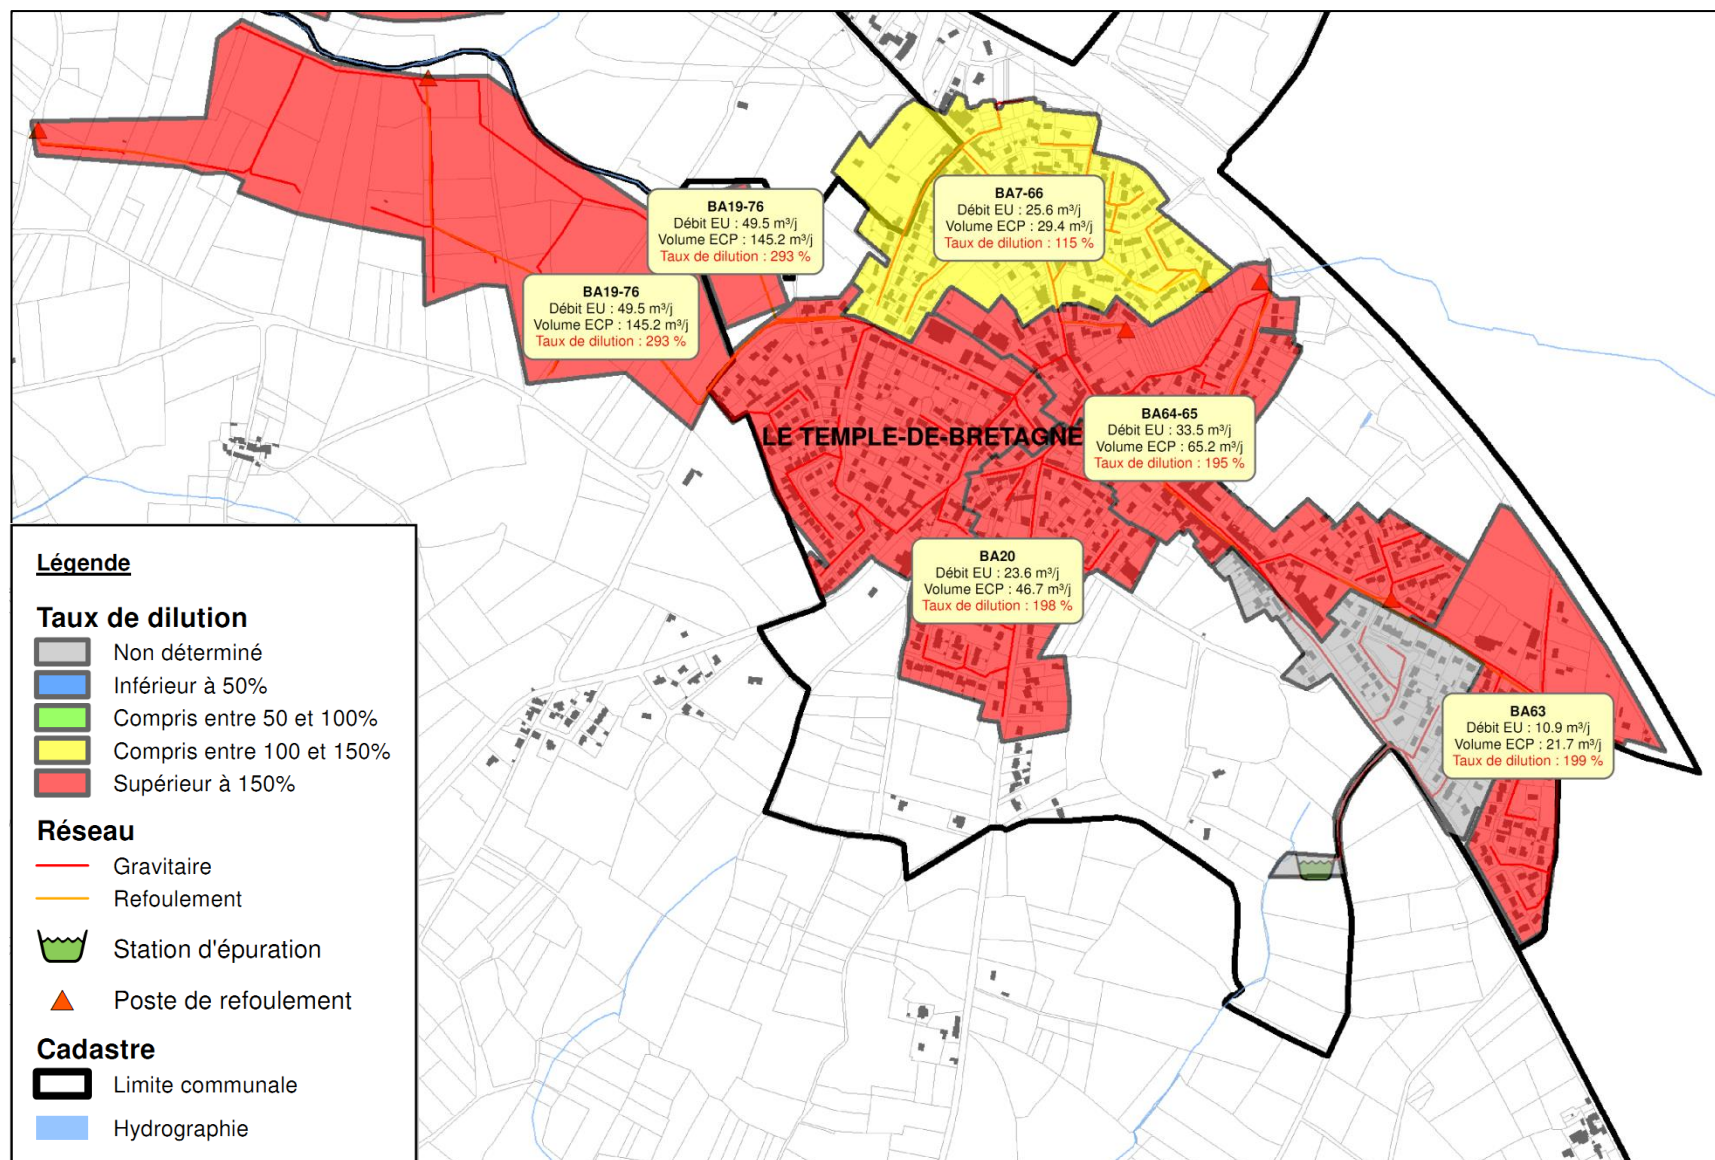 BA19-76
Débit EU : 49.5 m³/j
Volume ECP : 145.2 m³/j
Taux de dilution : 293 %
BA7-66
Débit EU : 25.6 m³/j
Volume ECP : 29.4 m³/j
Taux de dilution : 115 %
BA19-76
Débit EU : 49.5 m³/j
Volume ECP : 145.2 m³/j
Taux de dilution : 293 %
LE TEMPLE-DE-BRETAGNE
BA64-65
Débit EU : 33.5 m³/j
Volume ECP : 65.2 m³/j
Taux de dilution : 195 %
BA20
Débit EU : 23.6 m³/j
Volume ECP : 46.7 m³/j
Taux de dilution : 198 %
BA63
Débit EU : 10.9 m³/j
Volume ECP : 21.7 m³/j
Taux de dilution : 199 %
Légende
Taux de dilution
Non déterminé
Inférieur à 50%
Compris entre 50 et 100%
Compris entre 100 et 150%
Supérieur à 150%
Réseau
Gravitaire
Refoulement
Station d'épuration
Poste de refoulement
Cadastre
Limite communale
Hydrographie